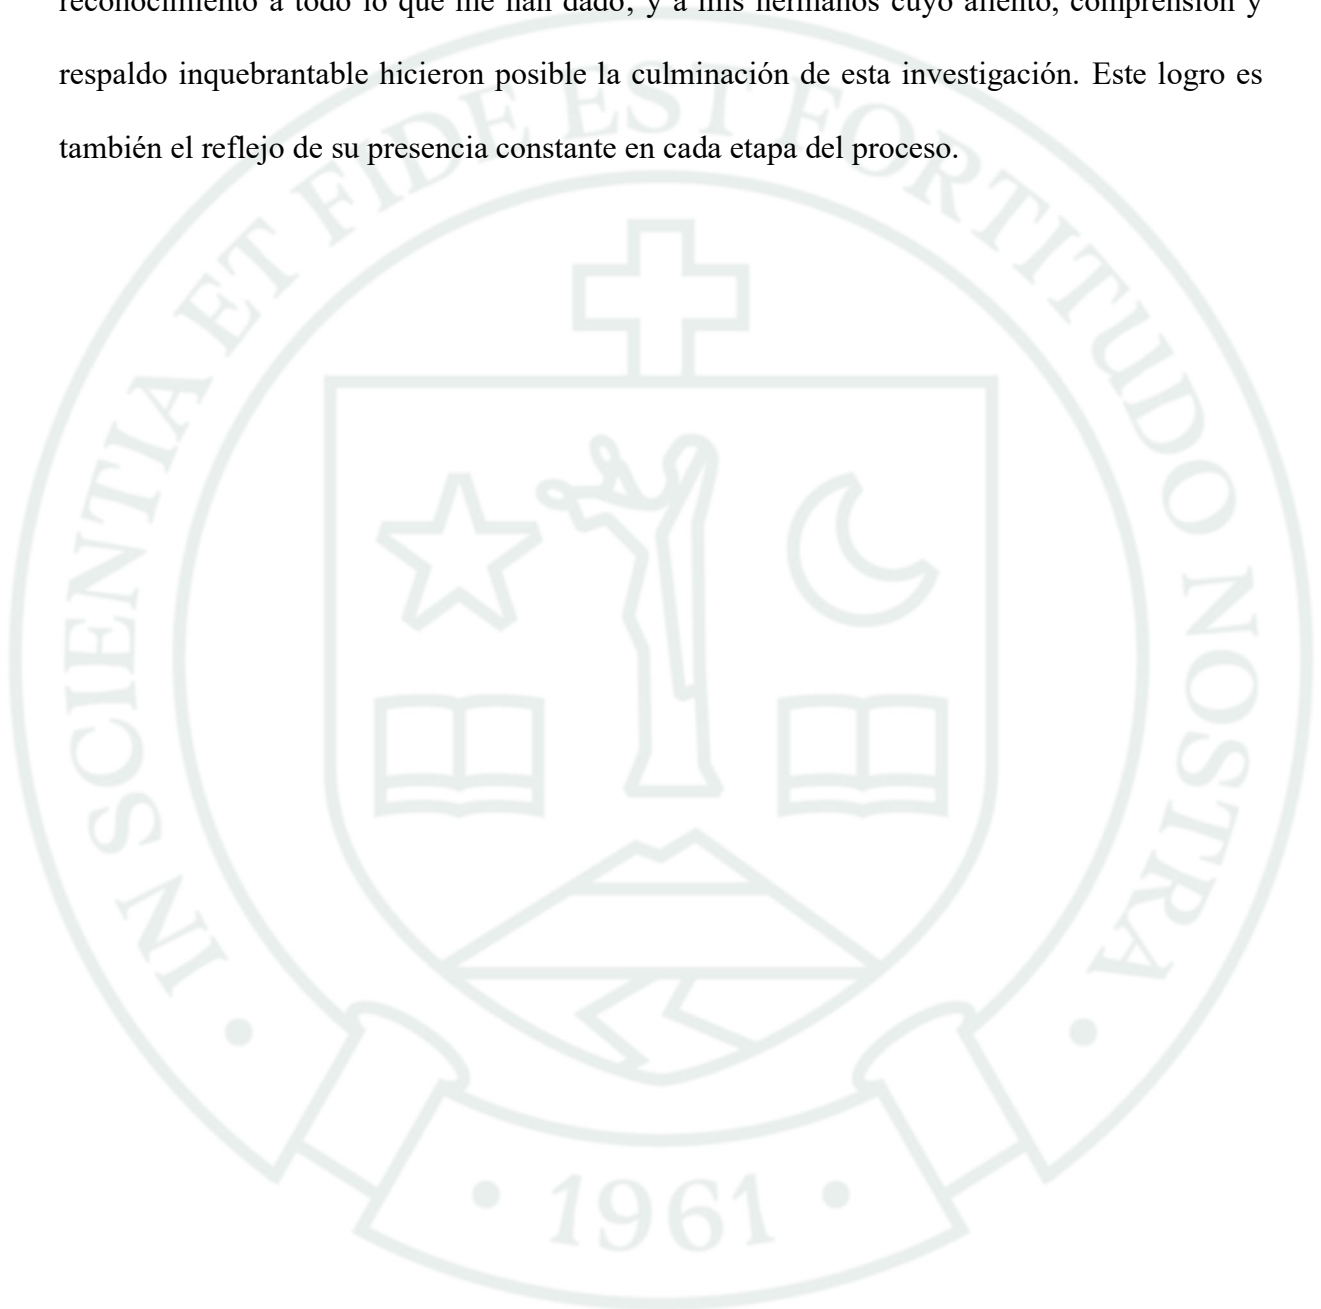 reconocimiento a todo lo que me han dado; y a mis hermanos cuyo aliento, comprensión y
respaldo inquebrantable hicieron posible la culminación de esta investigación. Este logro es
también el reflejo de su presencia constante en cada etapa del proceso.
IN SCIENTIA ET FIDE EST FORTITUDO NOSTRA
• 1961 •